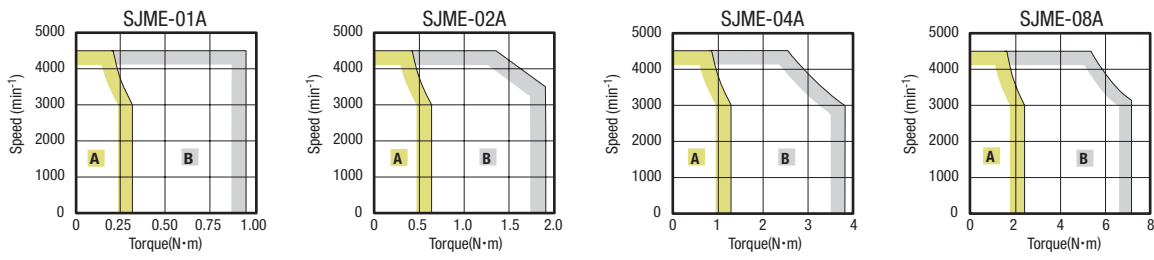 SJME-01A
5000
4000
3000
2000
1000
0
Speed (min-1)
A
B
0
0.25
0.50
0.75
1.00
Torque(N•m)
SJME-02A
5000
4000
3000
2000
1000
0
Speed (min-1)
A
B
0
0.5
1.0
1.5
2.0
Torque(N•m)
SJME-04A
5000
4000
3000
2000
1000
0
Speed (min-1)
A
B
0
1
2
3
4
Torque(N•m)
SJME-08A
5000
4000
3000
2000
1000
0
Speed (min-1)
A
B
0
2
4
6
8
Torque(N•m)